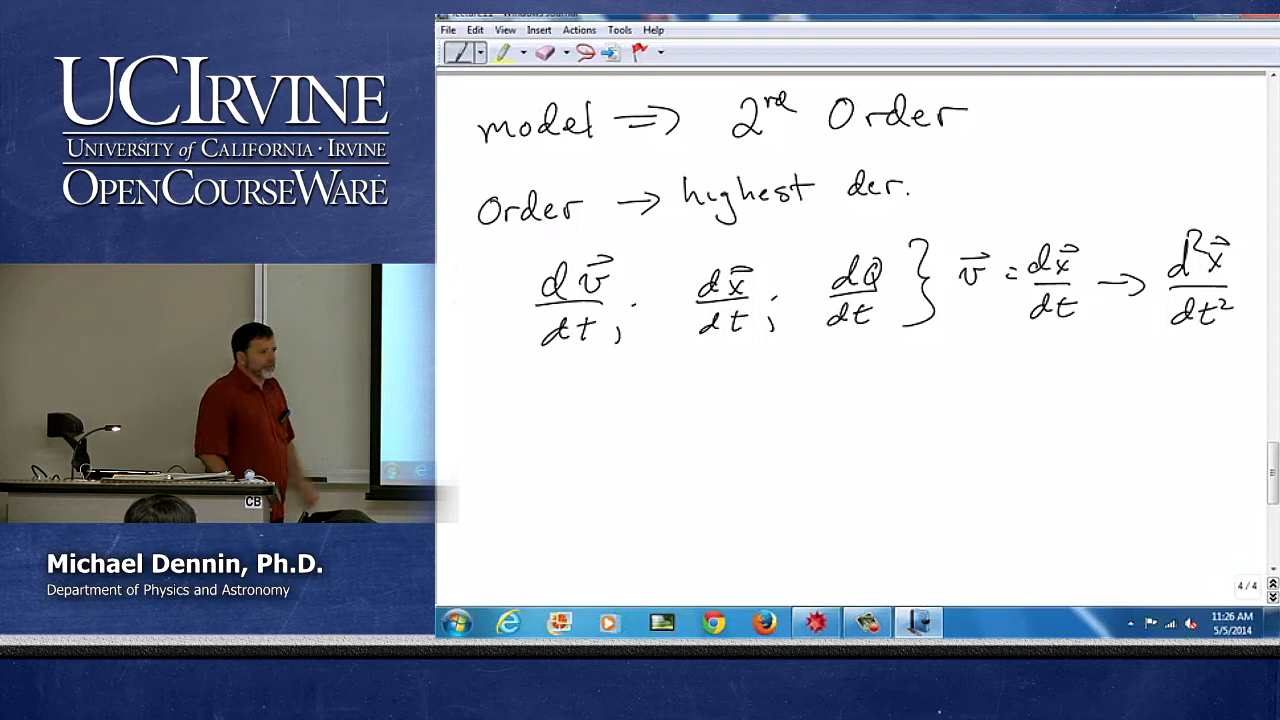 UCIRVINE
UNIVERSITY of CALIFORNIA · IRVINE
OPENCOURSEWARE
CB
Michael Dennin, Ph.D.
Department of Physics and Astronomy
File Edit View Insert Actions Tools Help
model => 2rd Order
Order → highest der.
dv⃗/dt ; dx⃗/dt ; dQ/dt } v⃗ = dx⃗/dt → d²x⃗/dt²
4 / 4
11:26 AM
5/5/2014